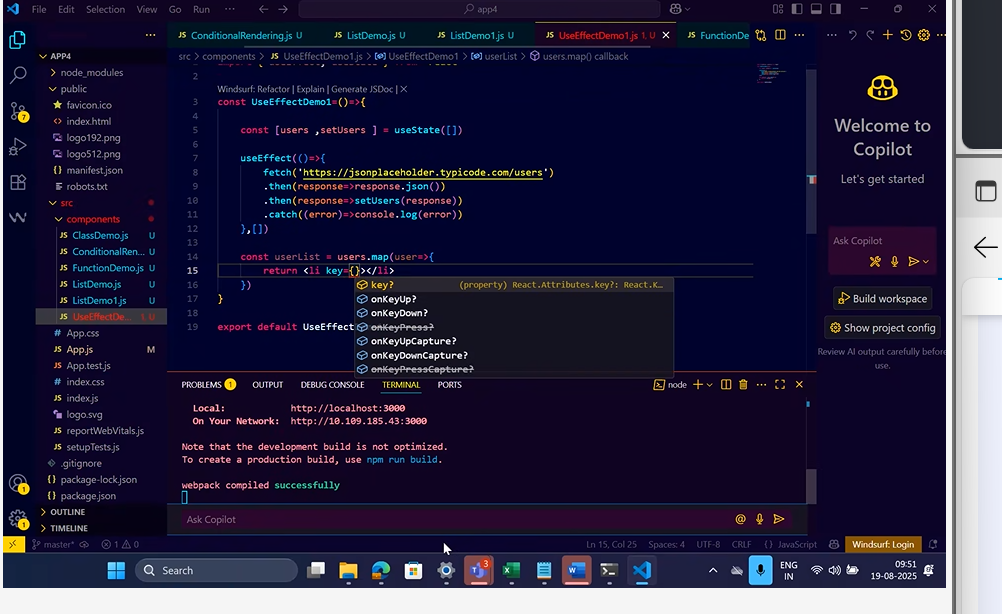 File Edit Selection View Go Run ··· app4
JS ConditionalRendering.js U JS ListDemo.js U JS ListDemo1.js U JS UseEffectDemo1.js 1, U JS FunctionDe
src > components > JS UseEffectDemo1.js > UseEffectDemo1 > userList > users.map() callback
APP4
node_modules
public
favicon.ico
index.html
logo192.png
logo512.png
manifest.json
robots.txt
src
components
ClassDemo.js U
ConditionalRen... U
FunctionDemo.js U
ListDemo.js U
ListDemo1.js U
UseEffectDe... 1, U
App.css
App.js M
App.test.js
index.css
index.js
logo.svg
reportWebVitals.js
setupTests.js
.gitignore
package-lock.json
package.json
OUTLINE
TIMELINE
2
Windsurf: Refactor | Explain | Generate JSDoc | X
3 const UseEffectDemo1=()=>{
4
5 const [users ,setUsers ] = useState([])
6
7 useEffect(()=>{
8 fetch('https://jsonplaceholder.typicode.com/users')
9 .then(response=>response.json())
10 .then(response=>setUsers(response))
11 .catch((error)=>console.log(error))
12 },[])
13
14 const userList = users.map(user=>{
15 return <li key={}></li>
16 })
17 }
18
19 export default UseEffect
key? (property) React.Attributes.key?: React.K...
onKeyUp?
onKeyDown?
onKeyPress?
onKeyUpCapture?
onKeyDownCapture?
onKeyPressCapture?
PROBLEMS 1 OUTPUT DEBUG CONSOLE TERMINAL PORTS node
Local: http://localhost:3000
On Your Network: http://10.109.185.43:3000
Note that the development build is not optimized.
To create a production build, use npm run build.
webpack compiled successfully
Ask Copilot
Welcome to
Copilot
Let's get started
Ask Copilot
Build workspace
Show project config
Review AI output carefully before
use.
master* 1 0 Ln 15, Col 25 Spaces: 4 UTF-8 CRLF {} JavaScript Windsurf: Login
Search
ENG
IN
09:51
19-08-2025